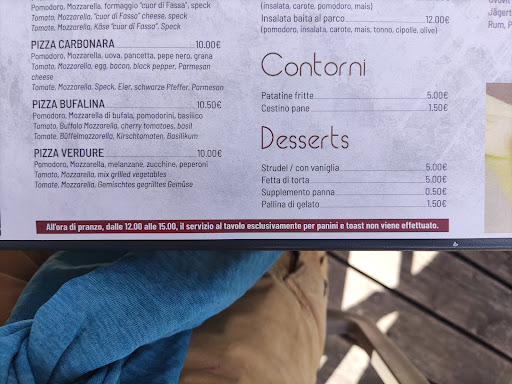 Pomodoro, Mozzarella, formaggio "cuor di Fassa", speck
Tomato, Mozzarella, "cuor di Fassa" cheese, speck
Tomate, Mozzarella, Käse "cuor di Fassa", Speck
PIZZA CARBONARA 10.00€
Pomodoro, Mozzarella, uova, pancetta, pepe nero, grana
Tomato, Mozzarella, egg, bacon, black pepper, Parmesan
cheese
Tomate, Mozzarella, Speck, Eier, schwarze Pfeffer, Parmesan
PIZZA BUFALINA 10.50€
Pomodoro, Mozzarella di bufala, pomodorini, basilico
Tomato, Buffalo Mozzarella, cherry tomatoes, basil
Tomate, Büffelmozzarella, Kirschtomaten, Basilikum
PIZZA VERDURE 10.00€
Pomodoro, Mozzarella, melanzane, zucchine, peperoni
Tomato, Mozzarella, mix grilled vegetables
Tomate, Mozzarella, Gemischtes gegrilltes Gemüse
(insalata, carote, pomodoro, mais)
Insalata baita al parco 12.00€
(pomodoro, insalata, carote, mais, tonno, cipolle, olive)
Contorni
Patatine fritte 5.00€
Cestino pane 1.50€
Desserts
Strudel / con vaniglia 5.00€
Fetta di torta 5.00€
Supplemento panna 0.50€
Pallina di gelato 1.50€
Jägert
Rum, P
All'ora di pranzo, dalle 12.00 alle 15.00, il servizio al tavolo esclusivamente per panini e toast non viene effettuato.